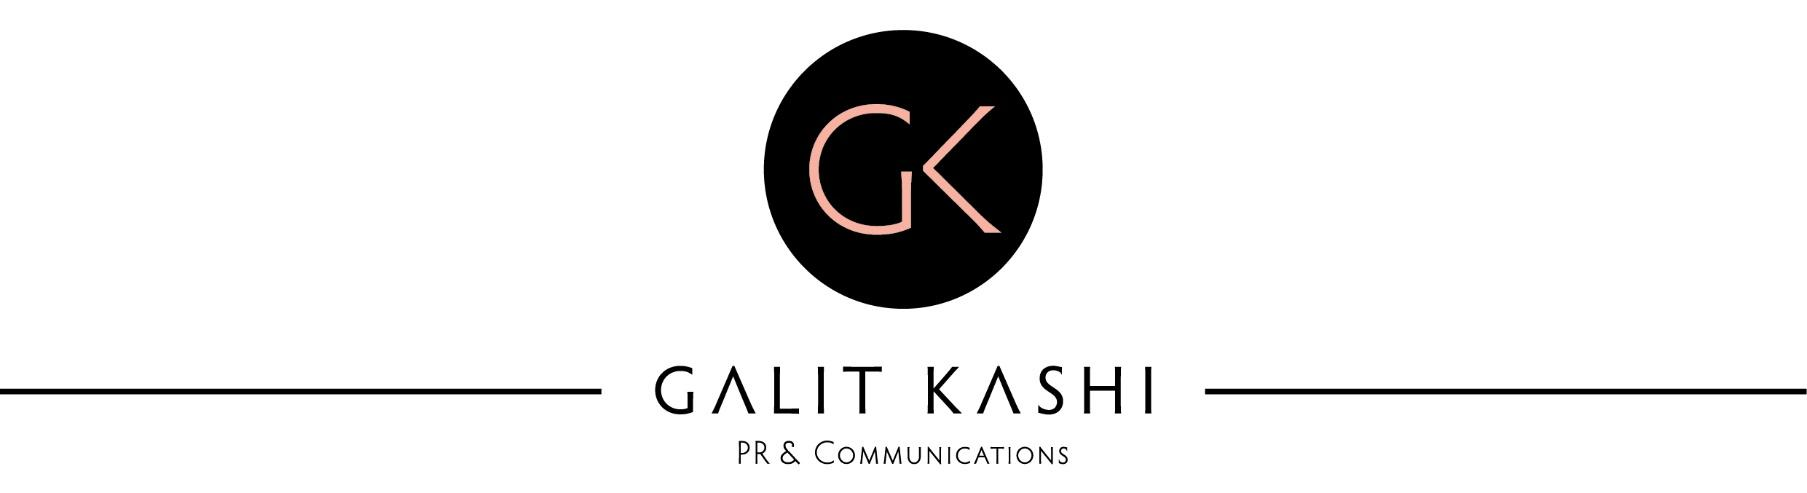 GK
GALIT KASHI
PR & COMMUNICATIONS